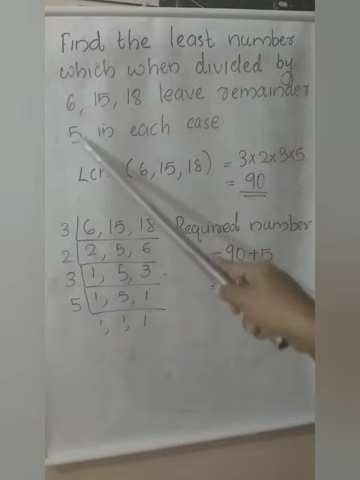 Find the least number
which when divided by
6, 15, 18 leave remainder
5 in each case
(6, 15, 18) = 3×2×3×5
= 90
3 | 6, 15, 18 Required number
2 | 2, 5, 6 = 90+5
3 | 1, 5, 3 =
5 | 1, 5, 1
1, 1, 1